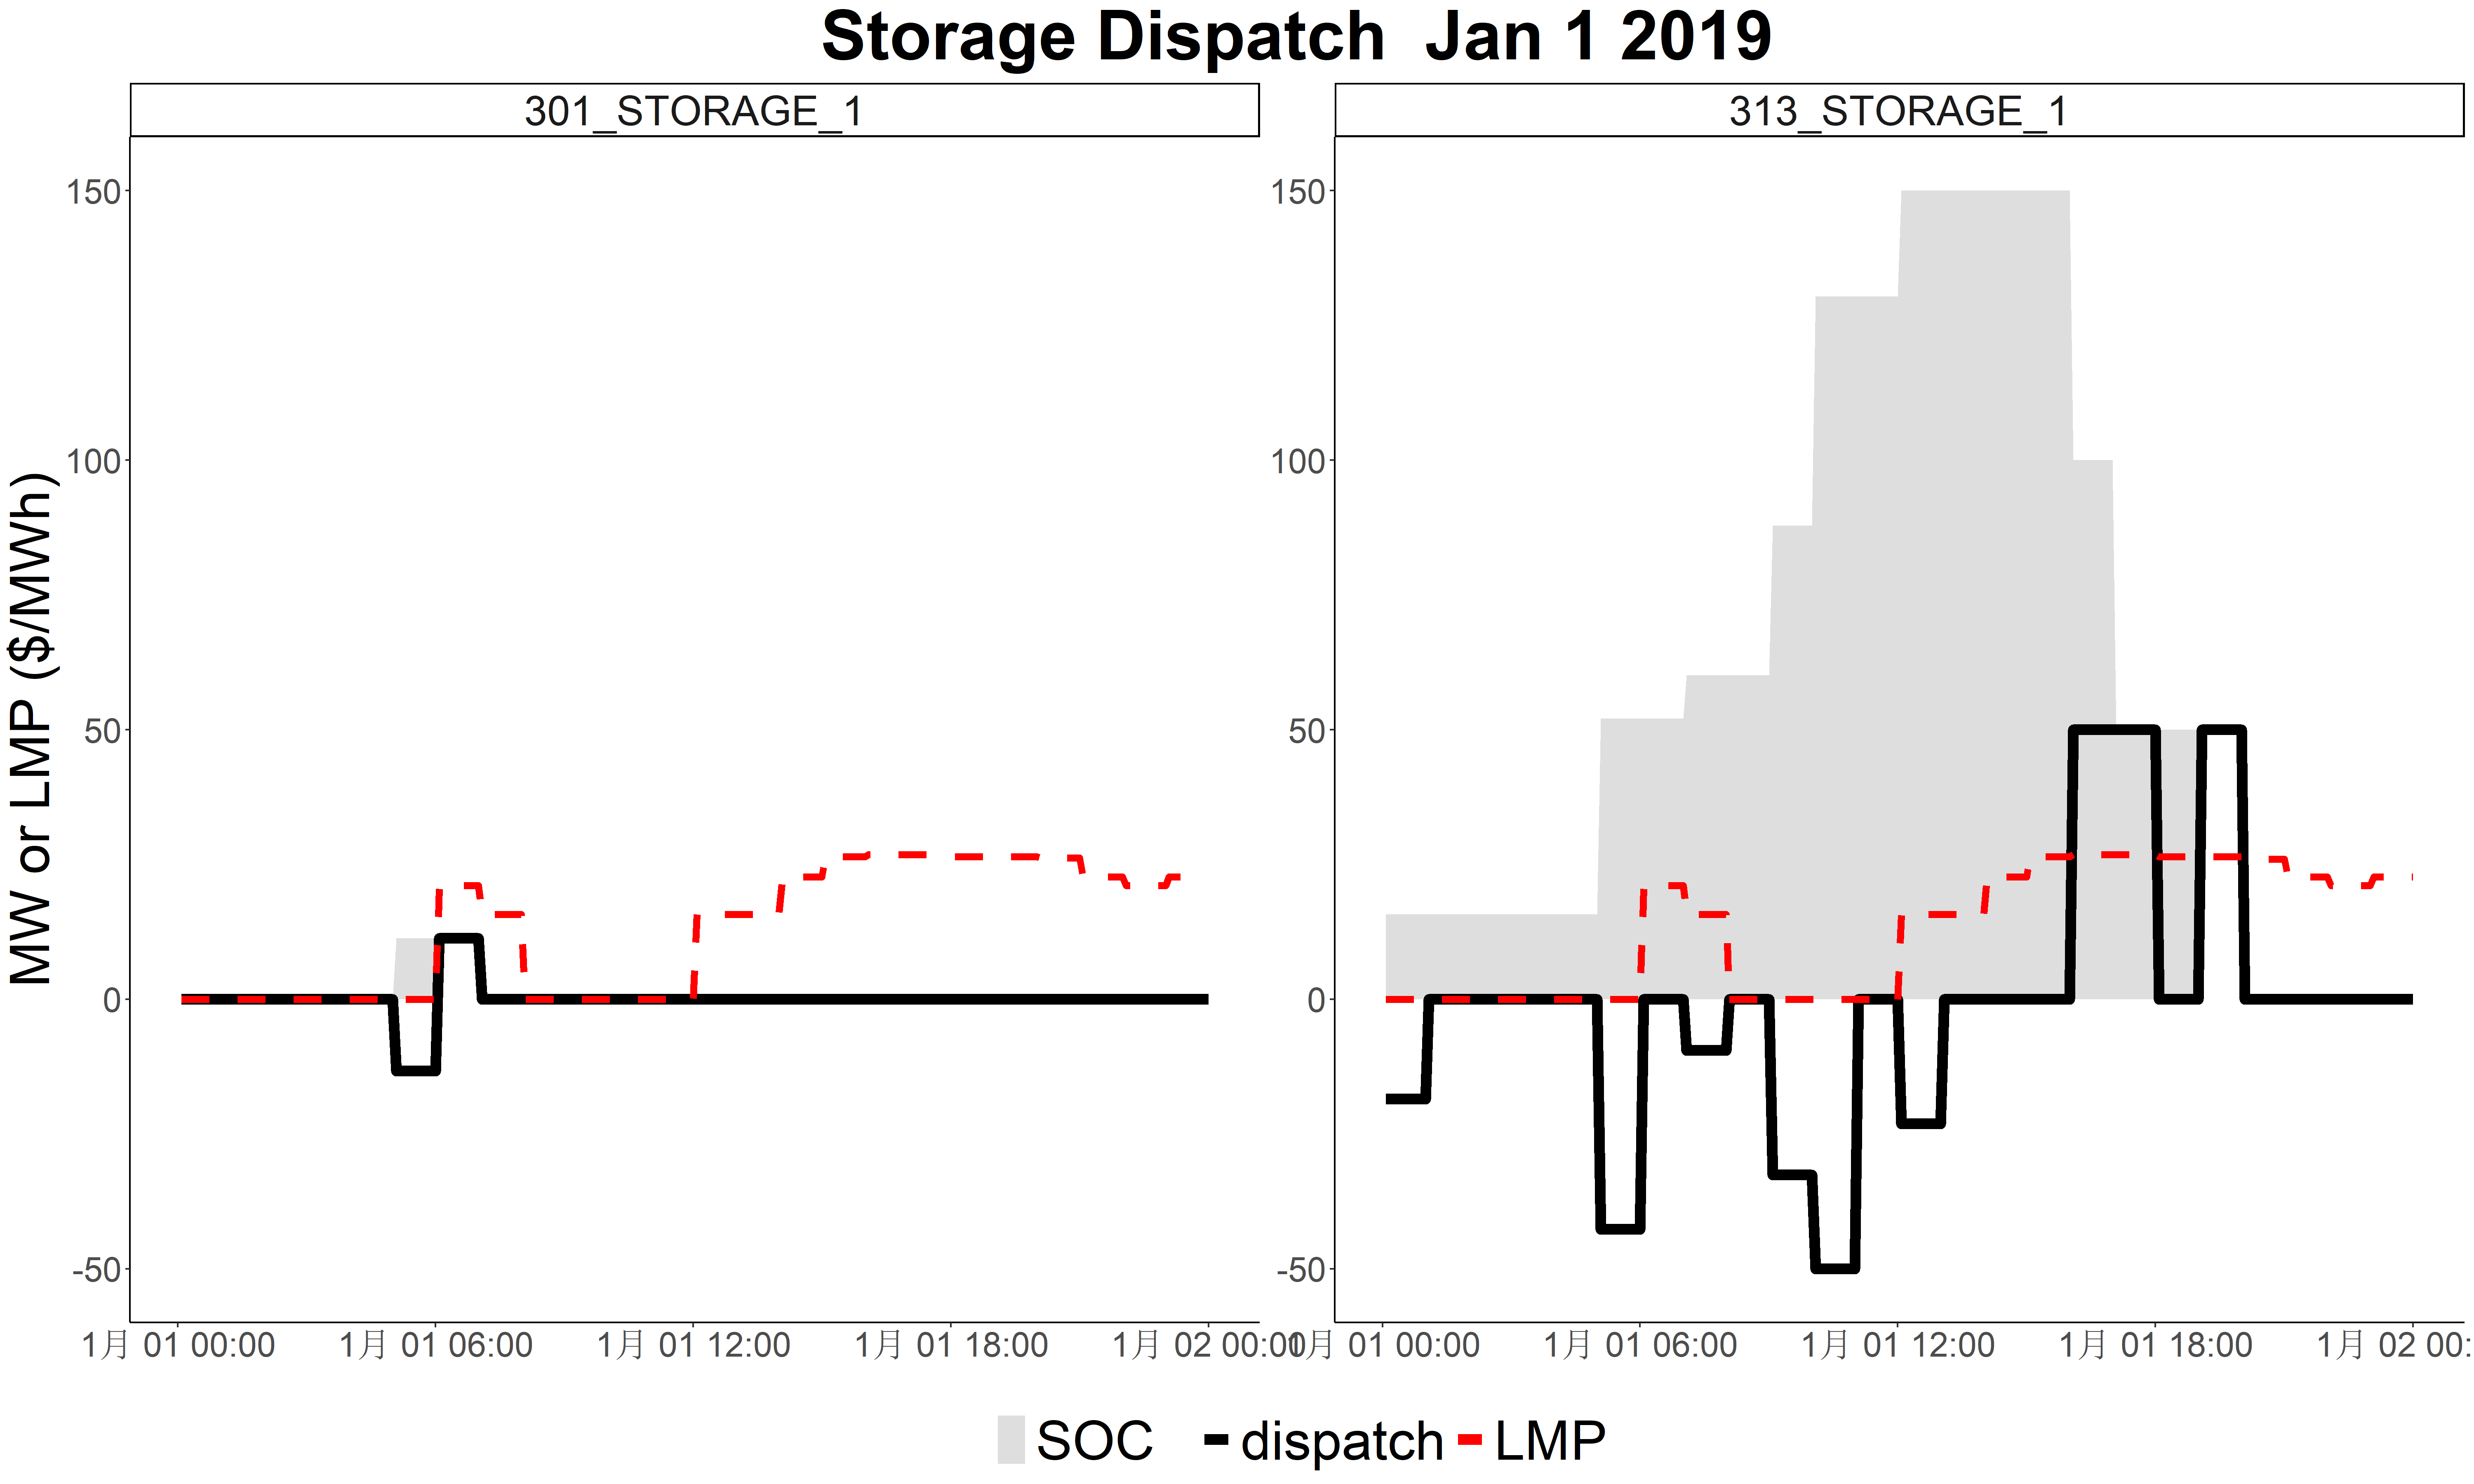 Storage Dispatch  Jan 1 2019
301_STORAGE_1
313_STORAGE_1
MW or LMP ($/MWh)
150
100
50
0
-50
150
100
50
0
-50
1月 01 00:00
1月 01 06:00
1月 01 12:00
1月 01 18:00
1月 02 00:00
1月 01 00:00
1月 01 06:00
1月 01 12:00
1月 01 18:00
1月 02 00:
SOC dispatch LMP